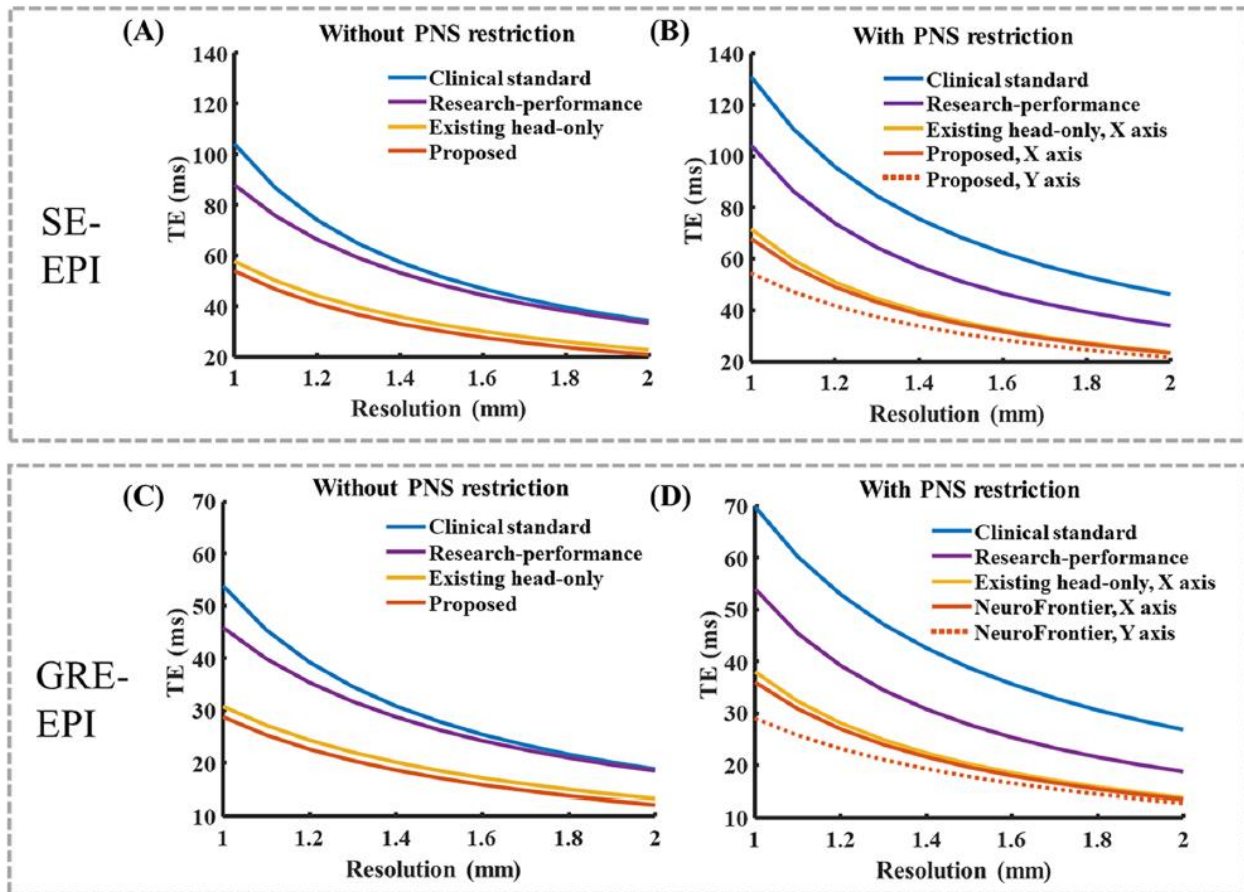 (A)
Without PNS restriction
140
120
100
80
60
40
20
TE (ms)
Clinical standard
Research-performance
Existing head-only
Proposed
1
1.2
1.4
1.6
1.8
2
Resolution (mm)
(B)
With PNS restriction
140
120
100
80
60
40
20
TE (ms)
Clinical standard
Research-performance
Existing head-only, X axis
Proposed, X axis
Proposed, Y axis
1
1.2
1.4
1.6
1.8
2
Resolution (mm)
SE-
EPI
(C)
Without PNS restriction
70
60
50
40
30
20
10
TE (ms)
Clinical standard
Research-performance
Existing head-only
Proposed
1
1.2
1.4
1.6
1.8
2
Resolution (mm)
(D)
With PNS restriction
70
60
50
40
30
20
10
TE (ms)
Clinical standard
Research-performance
Existing head-only, X axis
NeuroFrontier, X axis
NeuroFrontier, Y axis
1
1.2
1.4
1.6
1.8
2
Resolution (mm)
GRE-
EPI